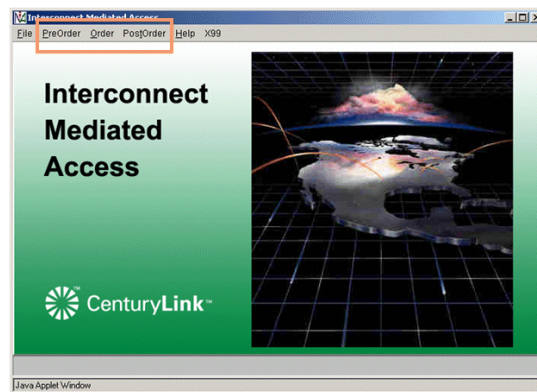 Interconnect Mediated Access
File PreOrder Order PostOrder Help X99
Interconnect
Mediated
Access
CenturyLink™
Java Applet Window